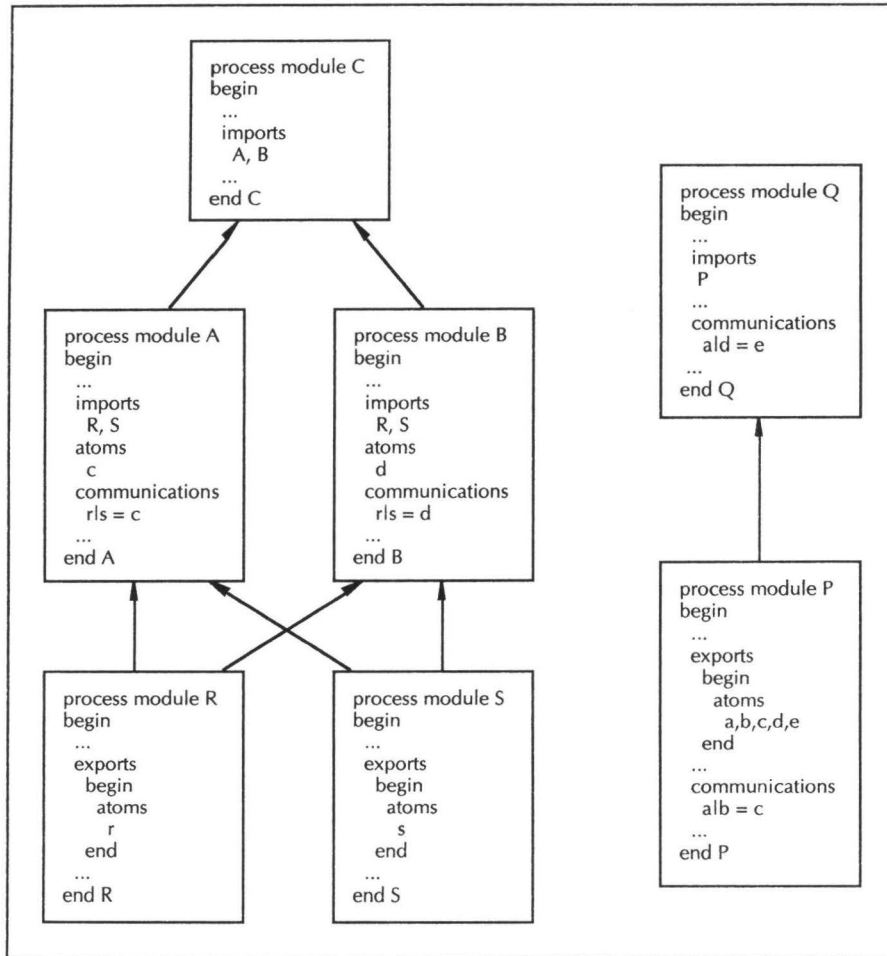 process module C
begin
...
imports
A, B
...
end C
process module Q
begin
...
imports
P
...
communications
a|d = e
...
end Q
process module A
begin
...
imports
R, S
atoms
c
communications
r|s = c
...
end A
process module B
begin
...
imports
R, S
atoms
d
communications
r|s = d
...
end B
process module R
begin
...
exports
begin
atoms
r
end
...
end R
process module S
begin
...
exports
begin
atoms
s
end
...
end S
process module P
begin
...
exports
begin
atoms
a,b,c,d,e
end
...
communications
a|b = c
...
end P